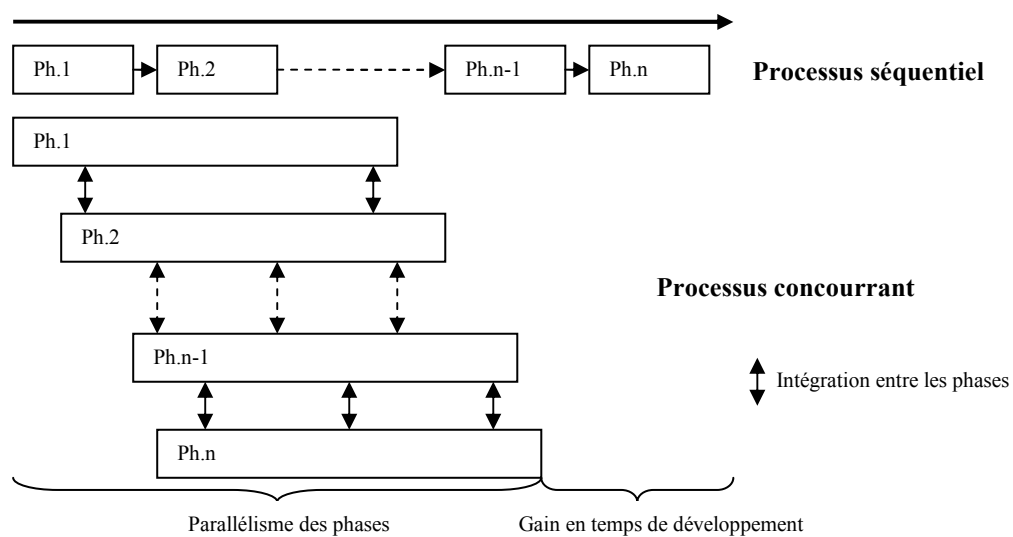 Ph.1
Ph.2
Ph.n-1
Ph.n
Processus séquentiel
Ph.1
Ph.2
Processus concourrant
Ph.n-1
Intégration entre les phases
Ph.n
Parallélisme des phases
Gain en temps de développement